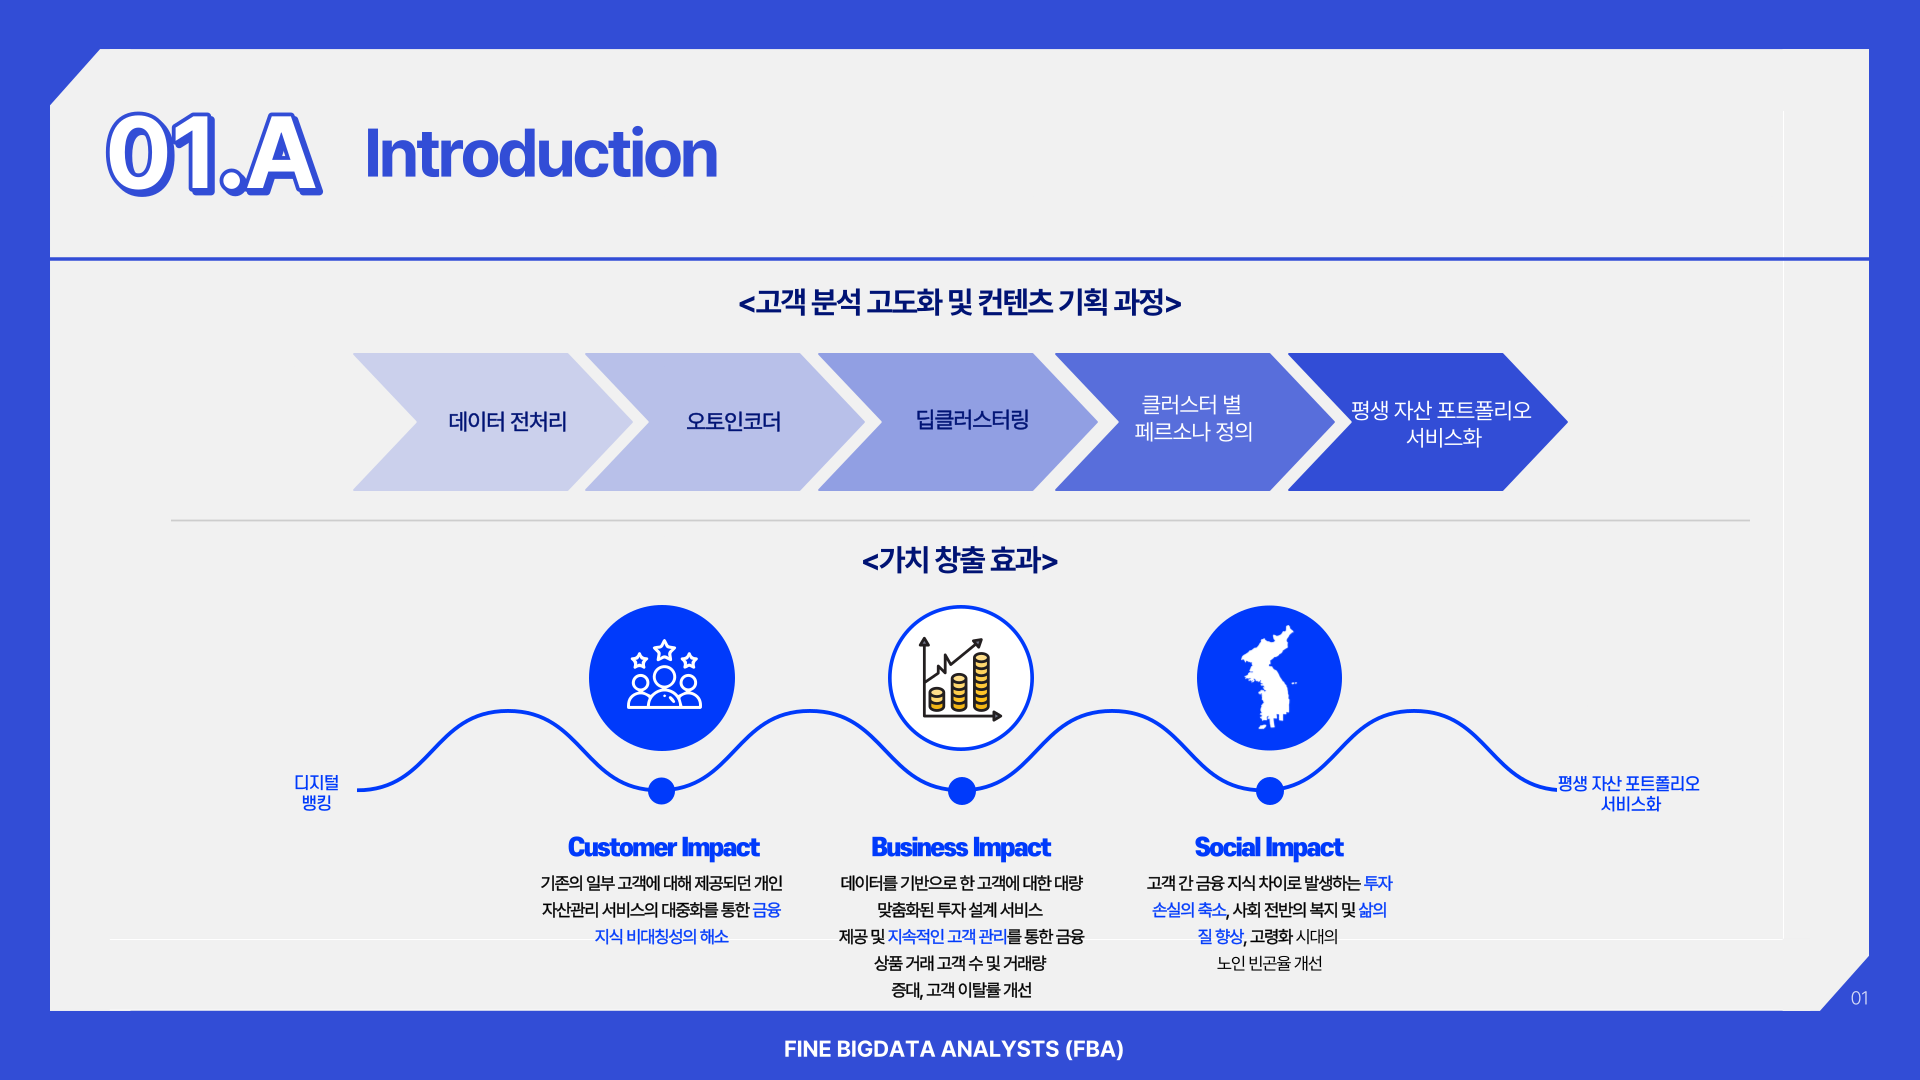 01.A Introduction
<고객 분석 고도화 및 컨텐츠 기획 과정>
데이터 전처리
오토인코더
딥클러스터링
클러스터 별
페르소나 정의
평생 자산 포트폴리오
서비스화
<가치 창출 효과>
디지털
뱅킹
평생 자산 포트폴리오
서비스화
Customer Impact
기존의 일부 고객에 대해 제공되던 개인
자산관리 서비스의 대중화를 통한 금융
지식 비대칭성의 해소
Business Impact
데이터를 기반으로 한 고객에 대한 대량
맞춤화된 투자 설계 서비스
제공 및 지속적인 고객 관리를 통한 금융
상품 거래 고객 수 및 거래량
증대, 고객 이탈률 개선
Social Impact
고객 간 금융 지식 차이로 발생하는 투자
손실의 축소, 사회 전반의 복지 및 삶의
질 향상, 고령화 시대의
노인 빈곤율 개선
01
FINE BIGDATA ANALYSTS (FBA)